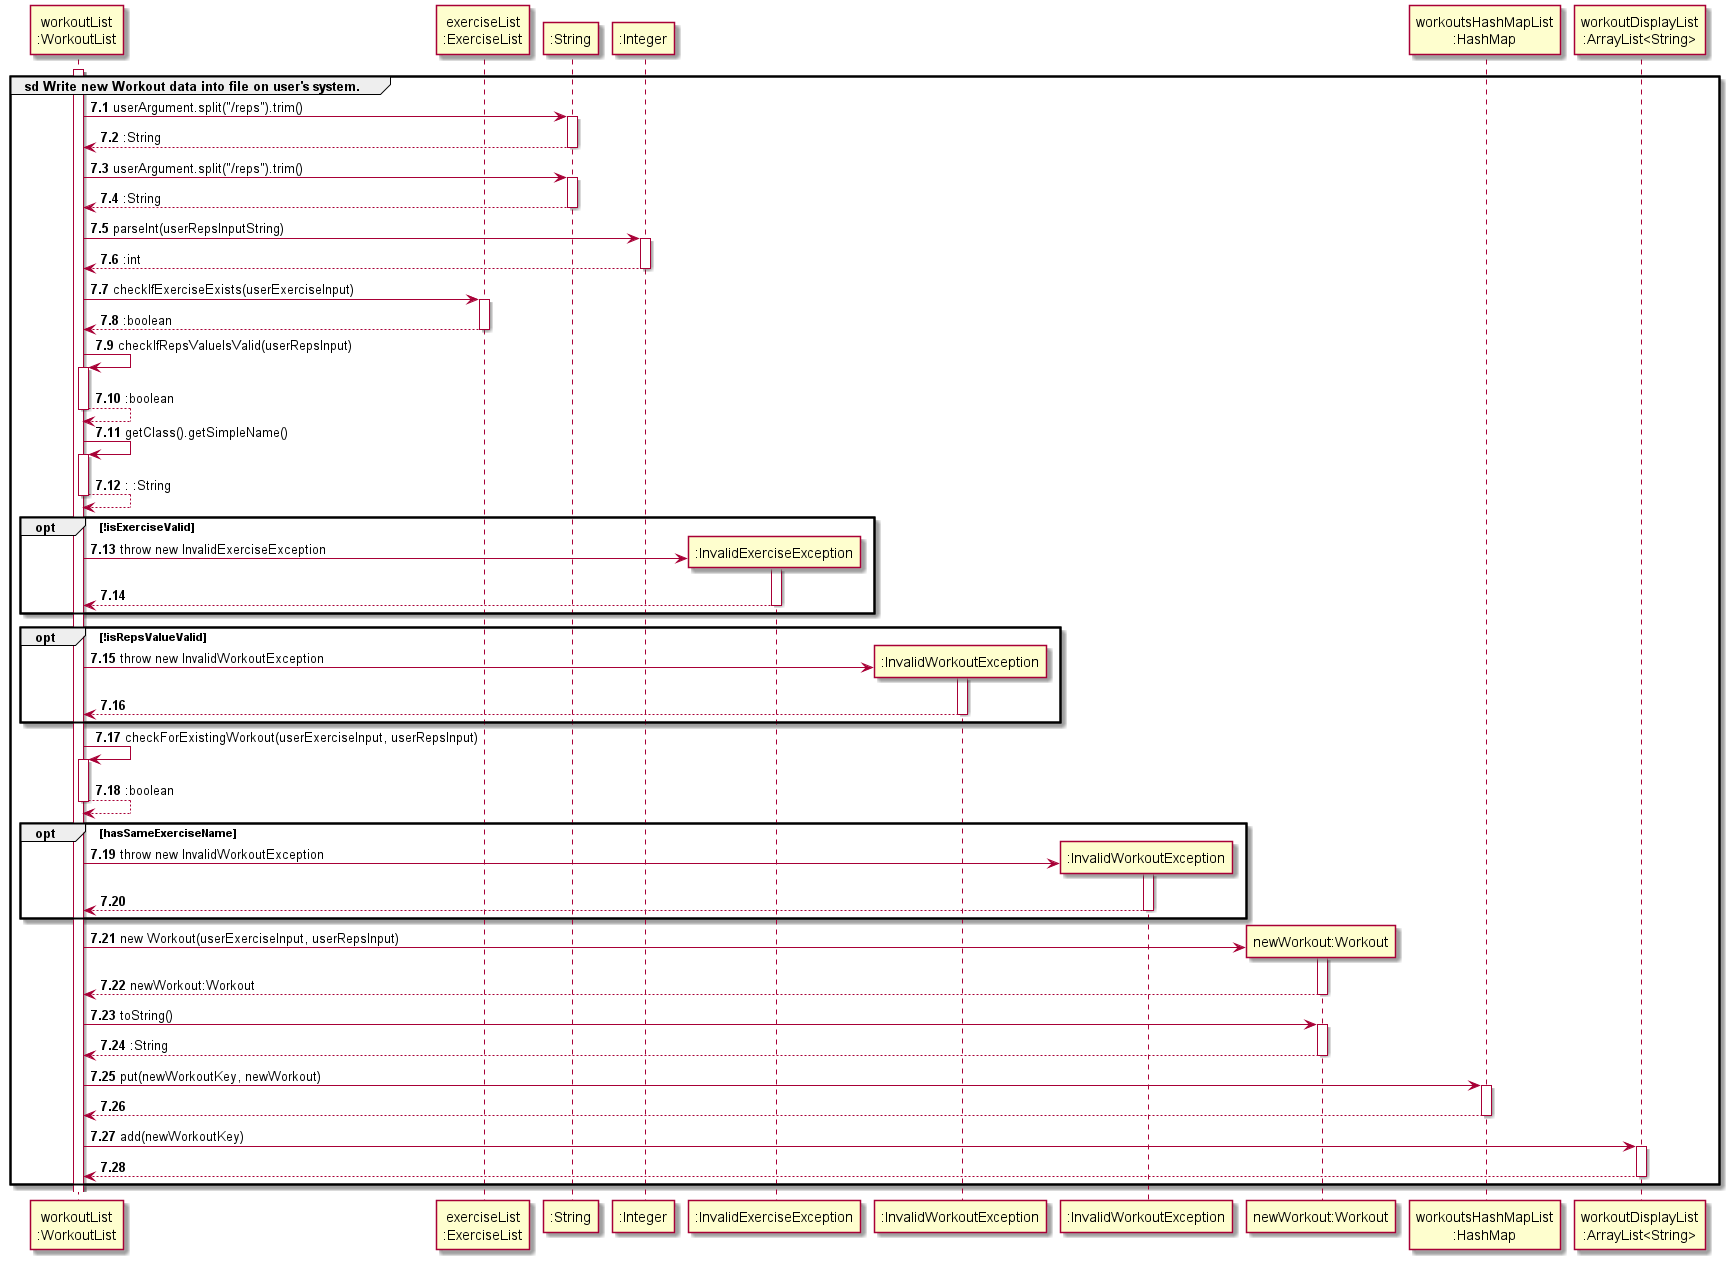 workoutList
:WorkoutList
exerciseList
:ExerciseList
:String
:Integer
workoutsHashMapList
:HashMap
workoutDisplayList
:ArrayList<String>
sd Write new Workout data into file on user's system.
7.1 userArgument.split("/reps").trim()
7.2 :String
7.3 userArgument.split("/reps").trim()
7.4 :String
7.5 parseInt(userRepsInputString)
7.6 :int
7.7 checkIfExerciseExists(userExerciseInput)
7.8 :boolean
7.9 checkIfRepsValueIsValid(userRepsInput)
7.10 :boolean
7.11 getClass().getSimpleName()
7.12 : :String
opt [!isExerciseValid]
7.13 throw new InvalidExerciseException
:InvalidExerciseException
7.14
opt [!isRepsValueValid]
7.15 throw new InvalidWorkoutException
:InvalidWorkoutException
7.16
7.17 checkForExistingWorkout(userExerciseInput, userRepsInput)
7.18 :boolean
opt [hasSameExerciseName]
7.19 throw new InvalidWorkoutException
:InvalidWorkoutException
7.20
7.21 new Workout(userExerciseInput, userRepsInput)
newWorkout:Workout
7.22 newWorkout:Workout
7.23 toString()
7.24 :String
7.25 put(newWorkoutKey, newWorkout)
7.26
7.27 add(newWorkoutKey)
7.28
workoutList
:WorkoutList
exerciseList
:ExerciseList
:String
:Integer
:InvalidExerciseException
:InvalidWorkoutException
:InvalidWorkoutException
newWorkout:Workout
workoutsHashMapList
:HashMap
workoutDisplayList
:ArrayList<String>